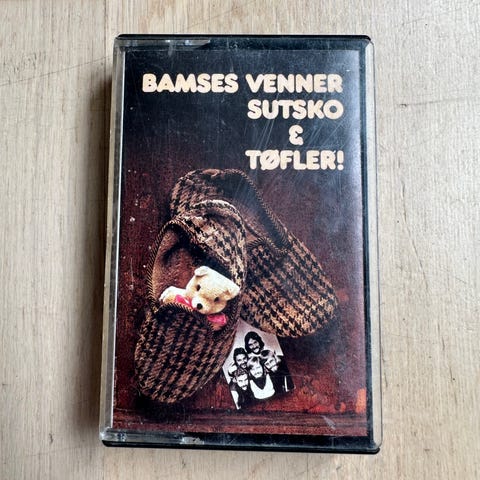 BAMSES VENNER
SUTSKO
&
TØFLER!